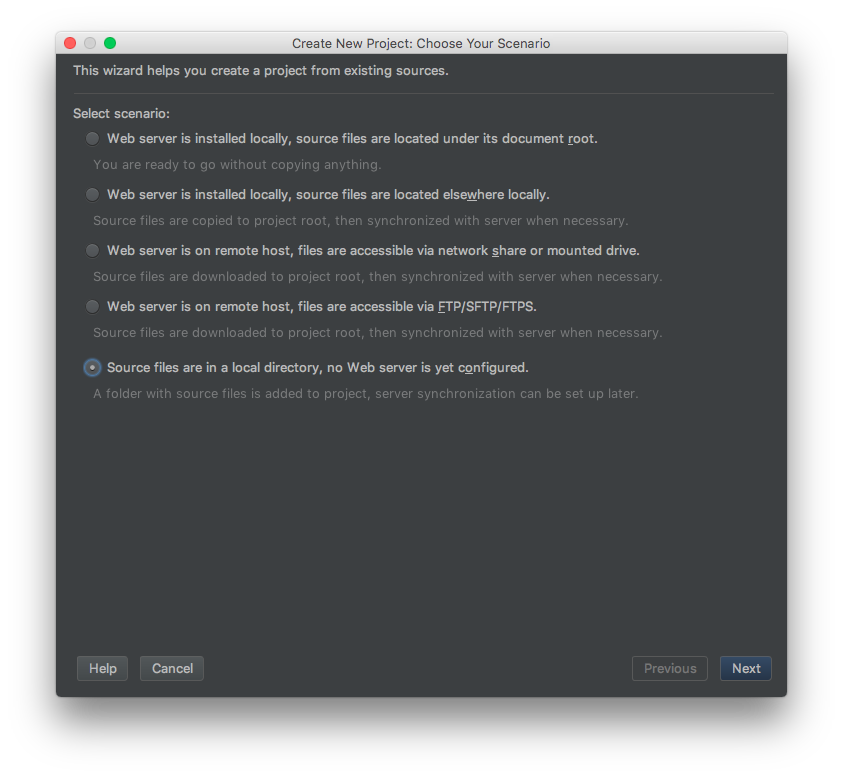 Create New Project: Choose Your Scenario
This wizard helps you create a project from existing sources.
Select scenario:
Web server is installed locally, source files are located under its document root.
You are ready to go without copying anything.
Web server is installed locally, source files are located elsewhere locally.
Source files are copied to project root, then synchronized with server when necessary.
Web server is on remote host, files are accessible via network share or mounted drive.
Source files are downloaded to project root, then synchronized with server when necessary.
Web server is on remote host, files are accessible via FTP/SFTP/FTPS.
Source files are downloaded to project root, then synchronized with server when necessary.
Source files are in a local directory, no Web server is yet configured.
A folder with source files is added to project, server synchronization can be set up later.
Help Cancel Previous Next